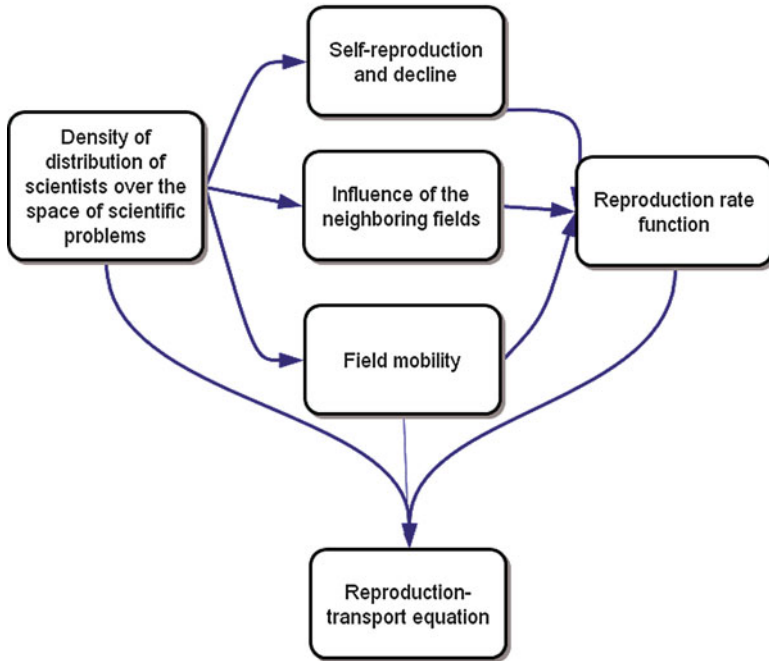 Self-reproduction
and decline
Density of
distribution of
scientists over the
space of scientific
problems
Influence of the
neighboring fields
Reproduction rate
function
Field mobility
Reproduction-
transport equation